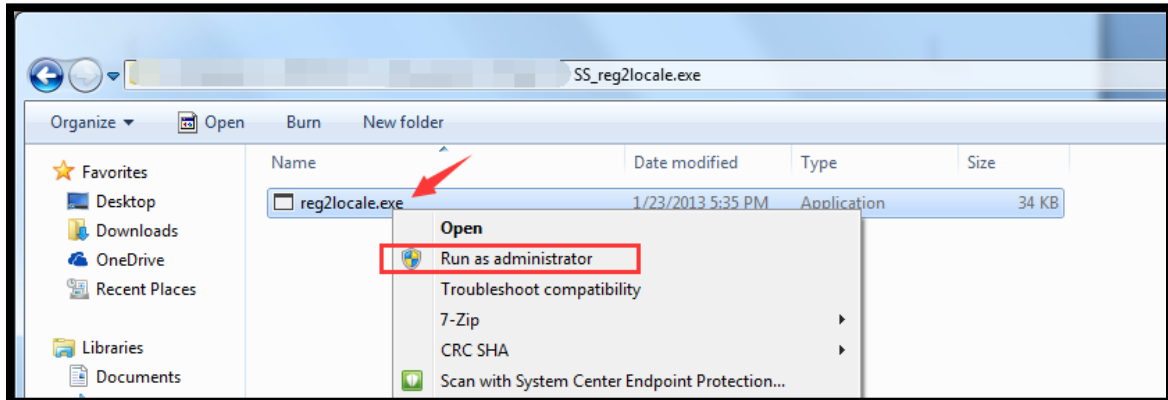 SS_reg2locale.exe
Organize Open Burn New folder
Favorites
Desktop
Downloads
OneDrive
Recent Places
Libraries
Documents
Name Date modified Type Size
reg2locale.exe 1/23/2013 5:35 PM Application 34 KB
Open
Run as administrator
Troubleshoot compatibility
7-Zip
CRC SHA
Scan with System Center Endpoint Protection...